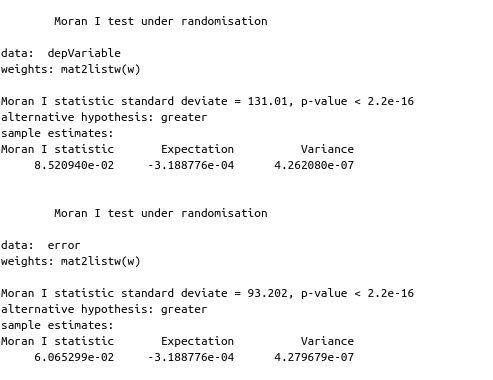 Moran I test under randomisation
data:  depVariable
weights: mat2listw(w)
Moran I statistic standard deviate = 131.01, p-value < 2.2e-16
alternative hypothesis: greater
sample estimates:
Moran I statistic       Expectation          Variance
8.520940e-02     -3.188776e-04      4.262080e-07
Moran I test under randomisation
data:  error
weights: mat2listw(w)
Moran I statistic standard deviate = 93.202, p-value < 2.2e-16
alternative hypothesis: greater
sample estimates:
Moran I statistic       Expectation          Variance
6.065299e-02     -3.188776e-04      4.279679e-07